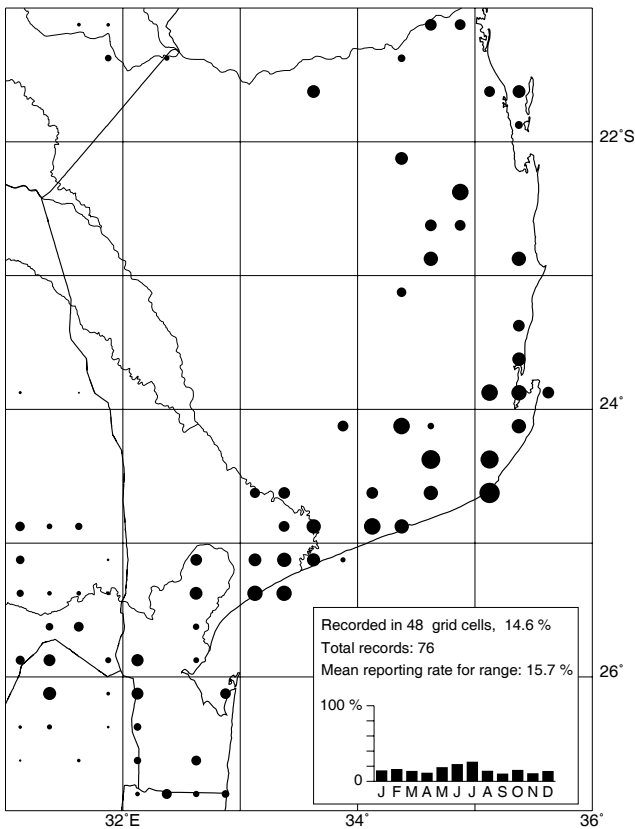 22°S
24°
Recorded in 48 grid cells, 14.6 %
Total records: 76
Mean reporting rate for range: 15.7 %
26°
100 %
0
J F M A M J J A S O N D
32°E 34° 36°